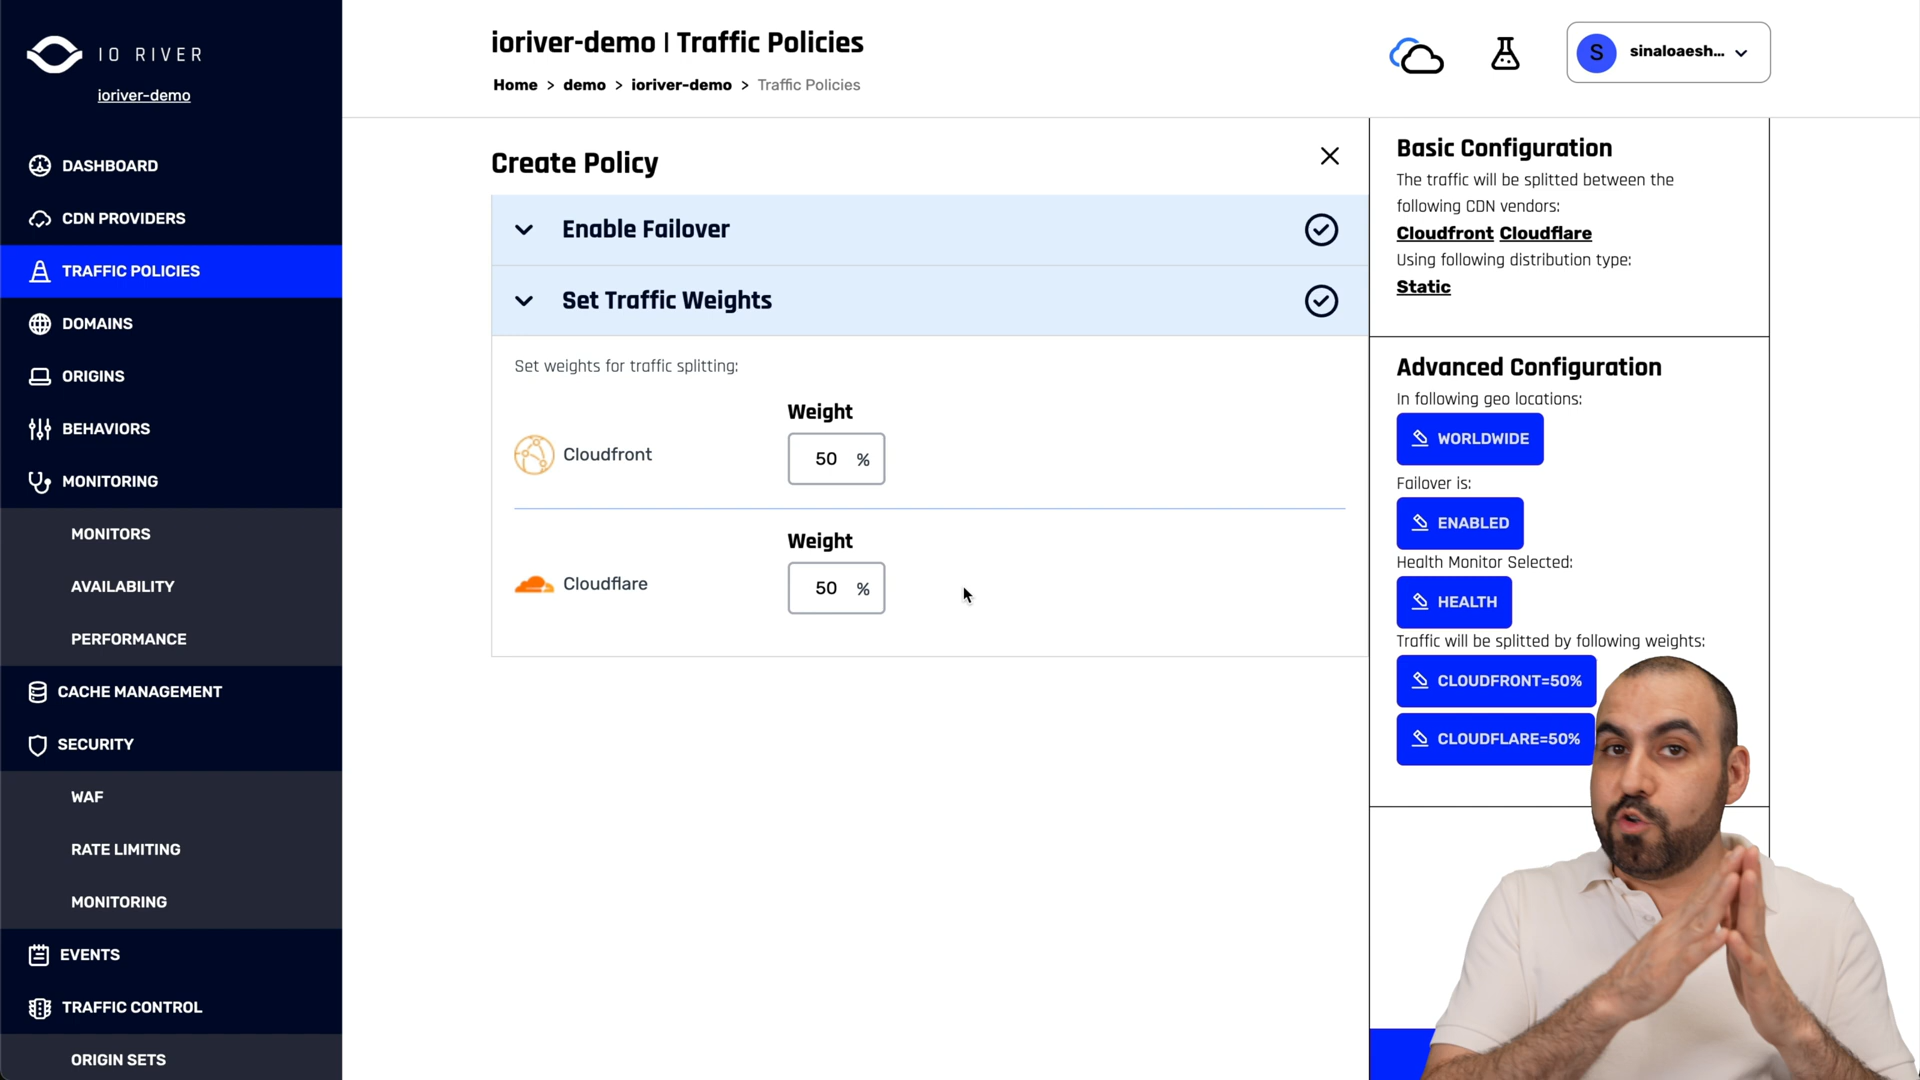 IO RIVER
ioriver-demo
DASHBOARD
CDN PROVIDERS
TRAFFIC POLICIES
DOMAINS
ORIGINS
BEHAVIORS
MONITORING
MONITORS
AVAILABILITY
PERFORMANCE
CACHE MANAGEMENT
SECURITY
WAF
RATE LIMITING
MONITORING
EVENTS
TRAFFIC CONTROL
ORIGIN SETS
ioriver-demo | Traffic Policies
Home > demo > ioriver-demo > Traffic Policies
S sinaloaesh...
Create Policy
Enable Failover
Set Traffic Weights
Set weights for traffic splitting:
Weight
Cloudfront 50 %
Weight
Cloudflare 50 %
Basic Configuration
The traffic will be splitted between the
following CDN vendors:
Cloudfront Cloudflare
Using following distribution type:
Static
Advanced Configuration
In following geo locations:
WORLDWIDE
Failover is:
ENABLED
Health Monitor Selected:
HEALTH
Traffic will be splitted by following weights:
CLOUDFRONT=50%
CLOUDFLARE=50%